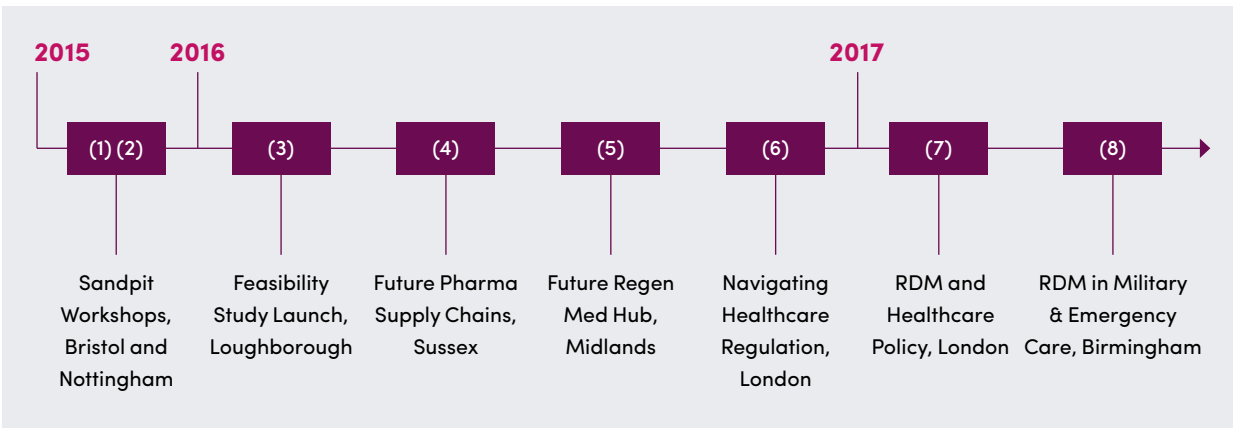 2015
2016
2017
(1) (2)
(3)
(4)
(5)
(6)
(7)
(8)
Sandpit
Workshops,
Bristol and
Nottingham
Feasibility
Study Launch,
Loughborough
Future Pharma
Supply Chains,
Sussex
Future Regen
Med Hub,
Midlands
Navigating
Healthcare
Regulation,
London
RDM and
Healthcare
Policy, London
RDM in Military
& Emergency
Care, Birmingham